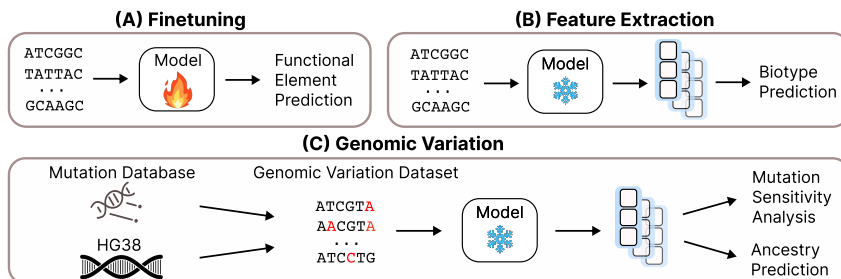 (A) Finetuning
ATCGGC
TATTAC
...
GCAAGC
Model
Functional
Element
Prediction
(B) Feature Extraction
ATCGGC
TATTAC
...
GCAAGC
Model
Biotype
Prediction
(C) Genomic Variation
Mutation Database
HG38
Genomic Variation Dataset
ATCGTA
AACGTA
...
ATCCTG
Model
Mutation
Sensitivity
Analysis
Ancestry
Prediction